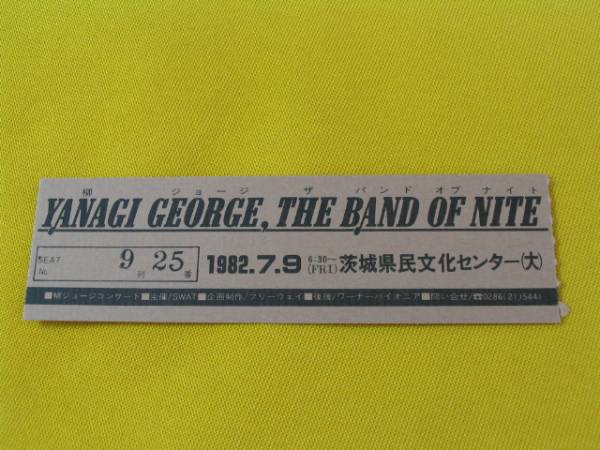 柳 ジョージ ザ バンド オブ ナイト
YANAGI GEORGE, THE BAND OF NITE
SEAT No. 9列 25番 1982.7.9 6:30〜 (FRI) 茨城県民文化センター(大)
■柳ジョージコンサート■主催/SWAT■企画制作/フリーウェイ■後援/ワーナーパイオニア■問い合せ/☎0286(21)5441